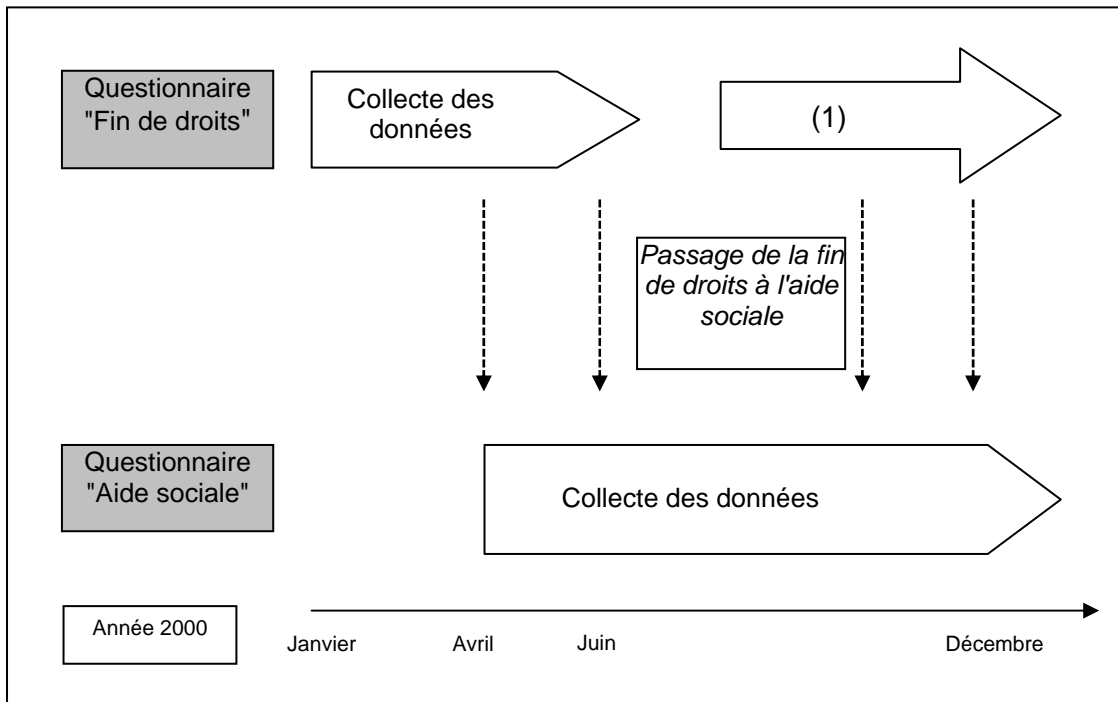 Questionnaire
"Fin de droits"
Collecte des
données
(1)
Passage de la fin
de droits à l'aide
sociale
Questionnaire
"Aide sociale"
Collecte des données
Année 2000
Janvier
Avril
Juin
Décembre